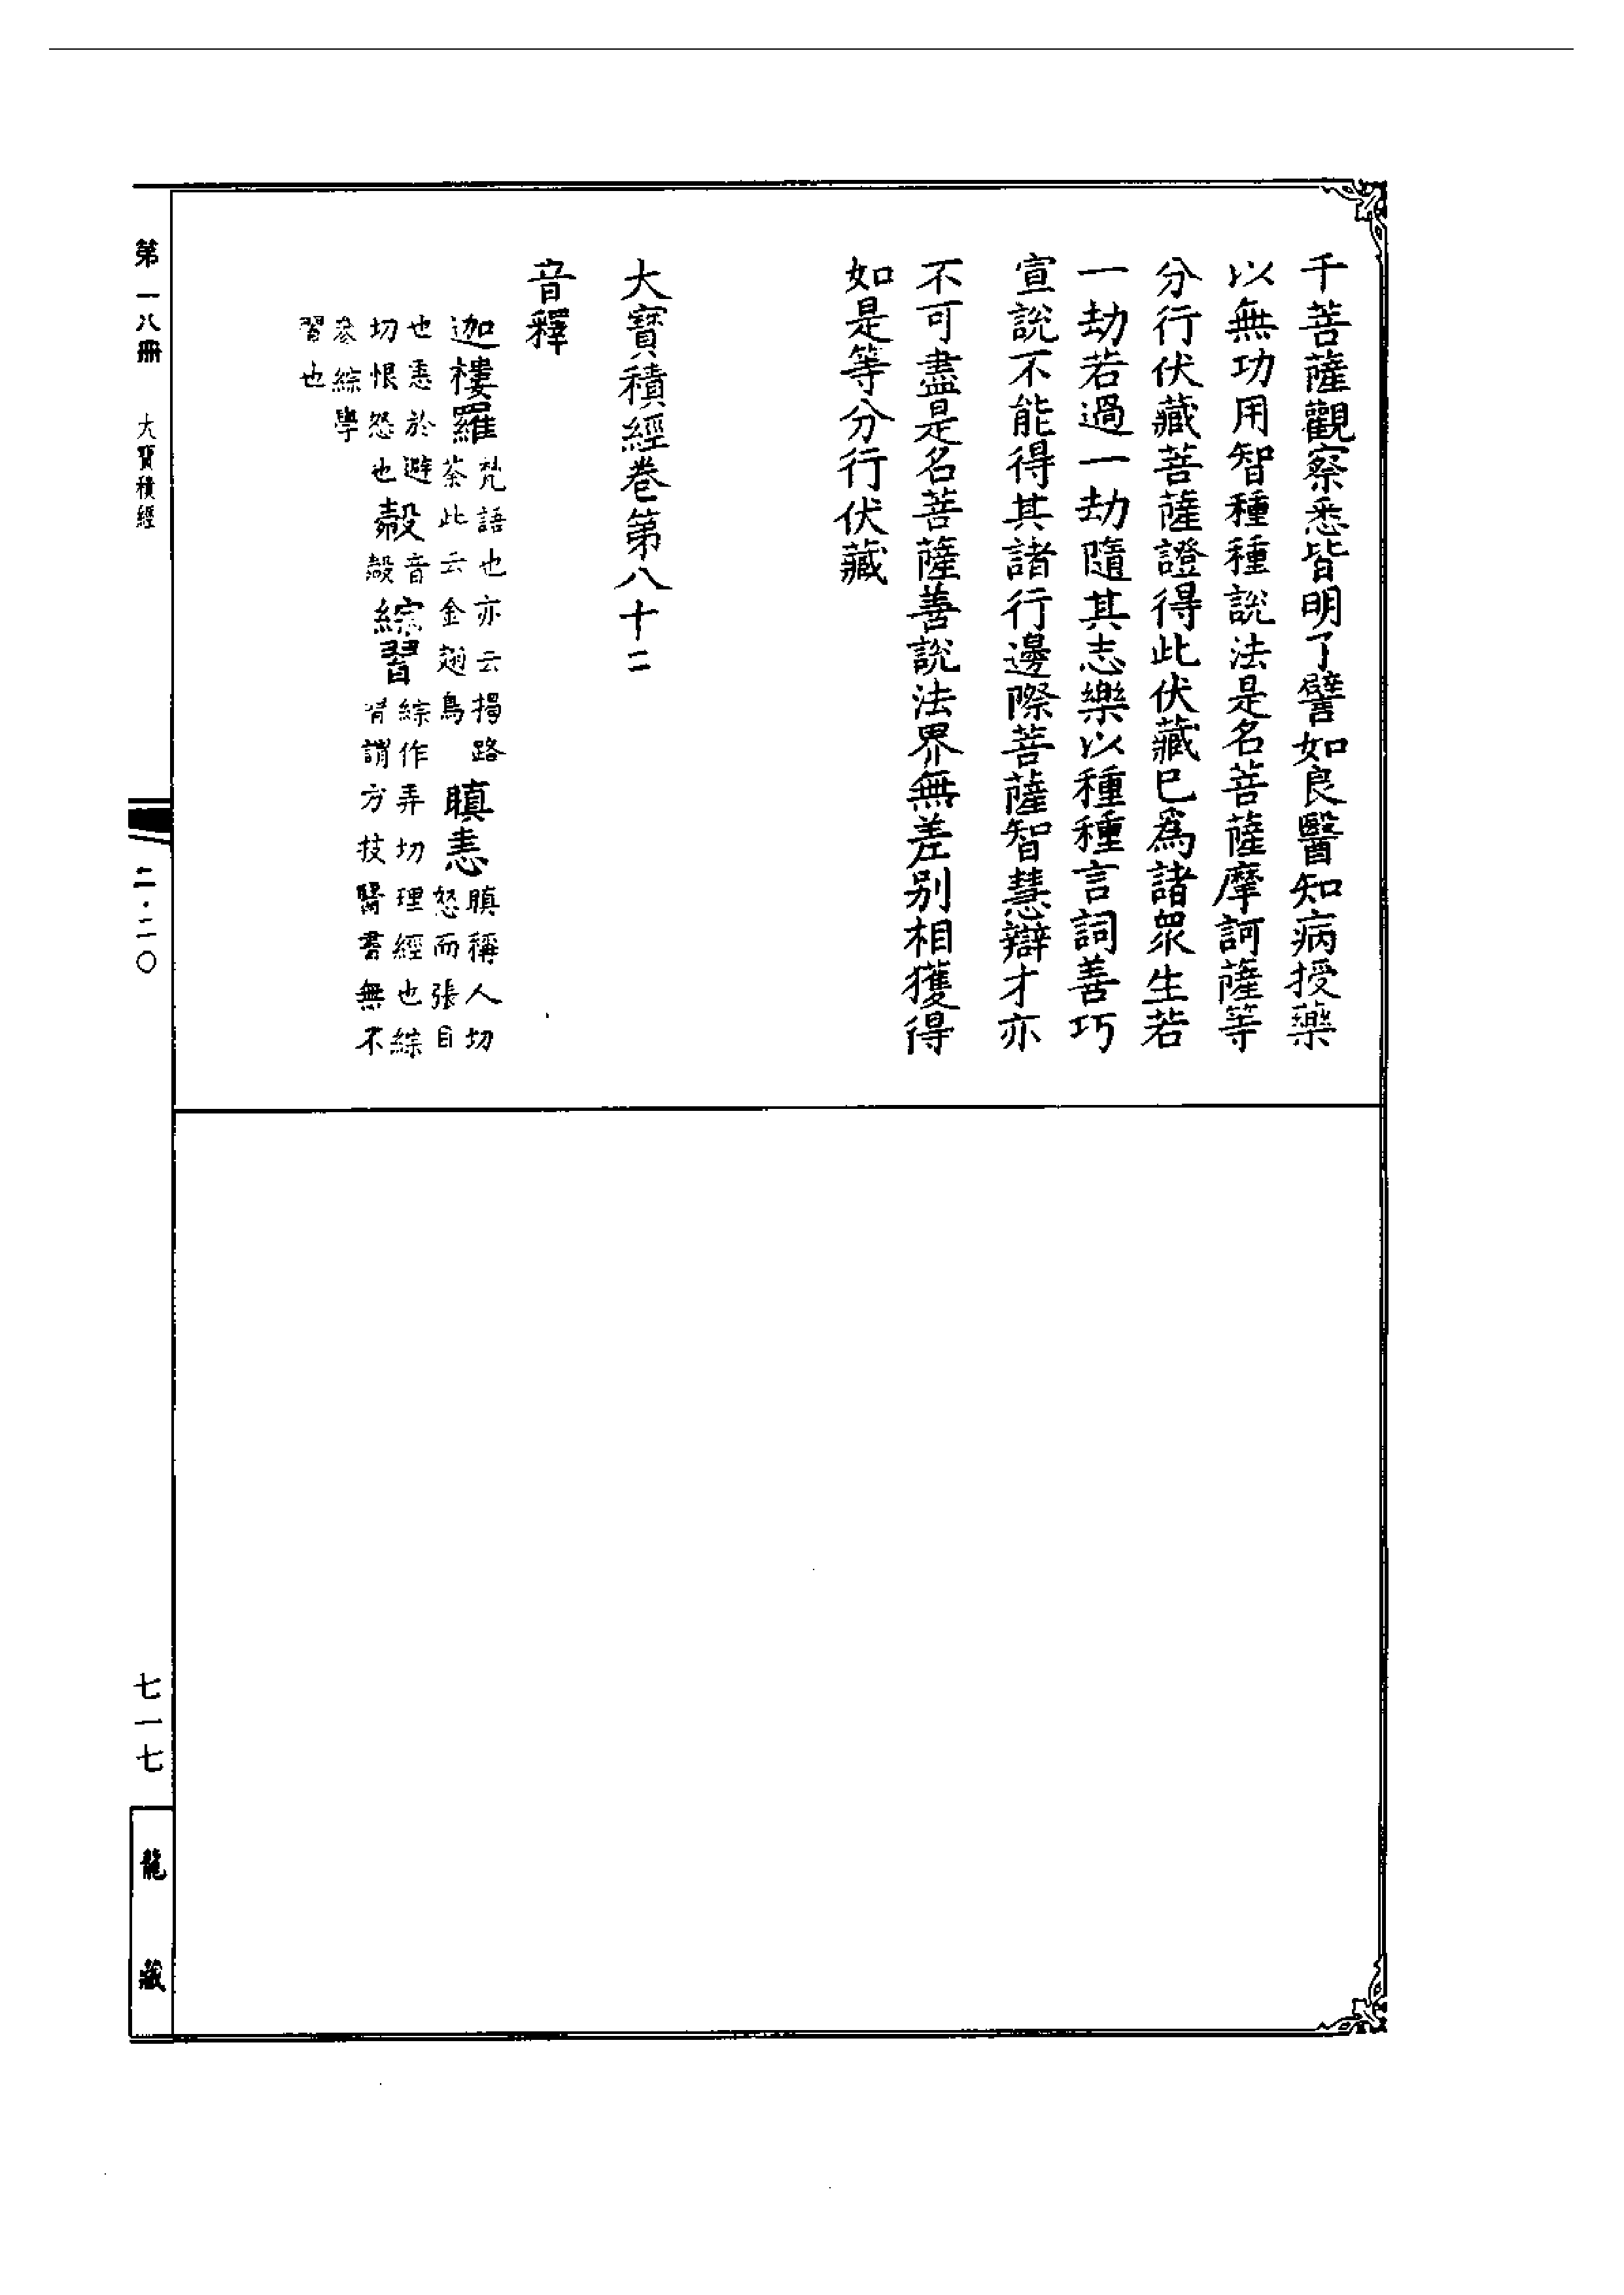 千菩薩觀察悉皆明了譬如良醫知病授藥
以無功用智種種說法是名菩薩摩訶薩等
分行伏藏菩薩證得此伏藏已為諸眾生若
一劫若過一劫隨其志樂以種種言詞善巧
宣說不能得其諸行邊際菩薩智慧辯才亦
不可盡是名菩薩善說法界無差別相獲得
如是等分行伏藏
大寶積經卷第八十二
音釋
迦樓羅 梵語也亦云揭路荼此云金翅鳥 瞋恚 瞋稱人切怒而張目
也恚於避切恨怒也 㲉 音㲉 綜習 綜作弄切理經也綜習謂方技醫書無不
參綜學習也
第一八冊 大寶積經 二·二〇 七一七 龍藏